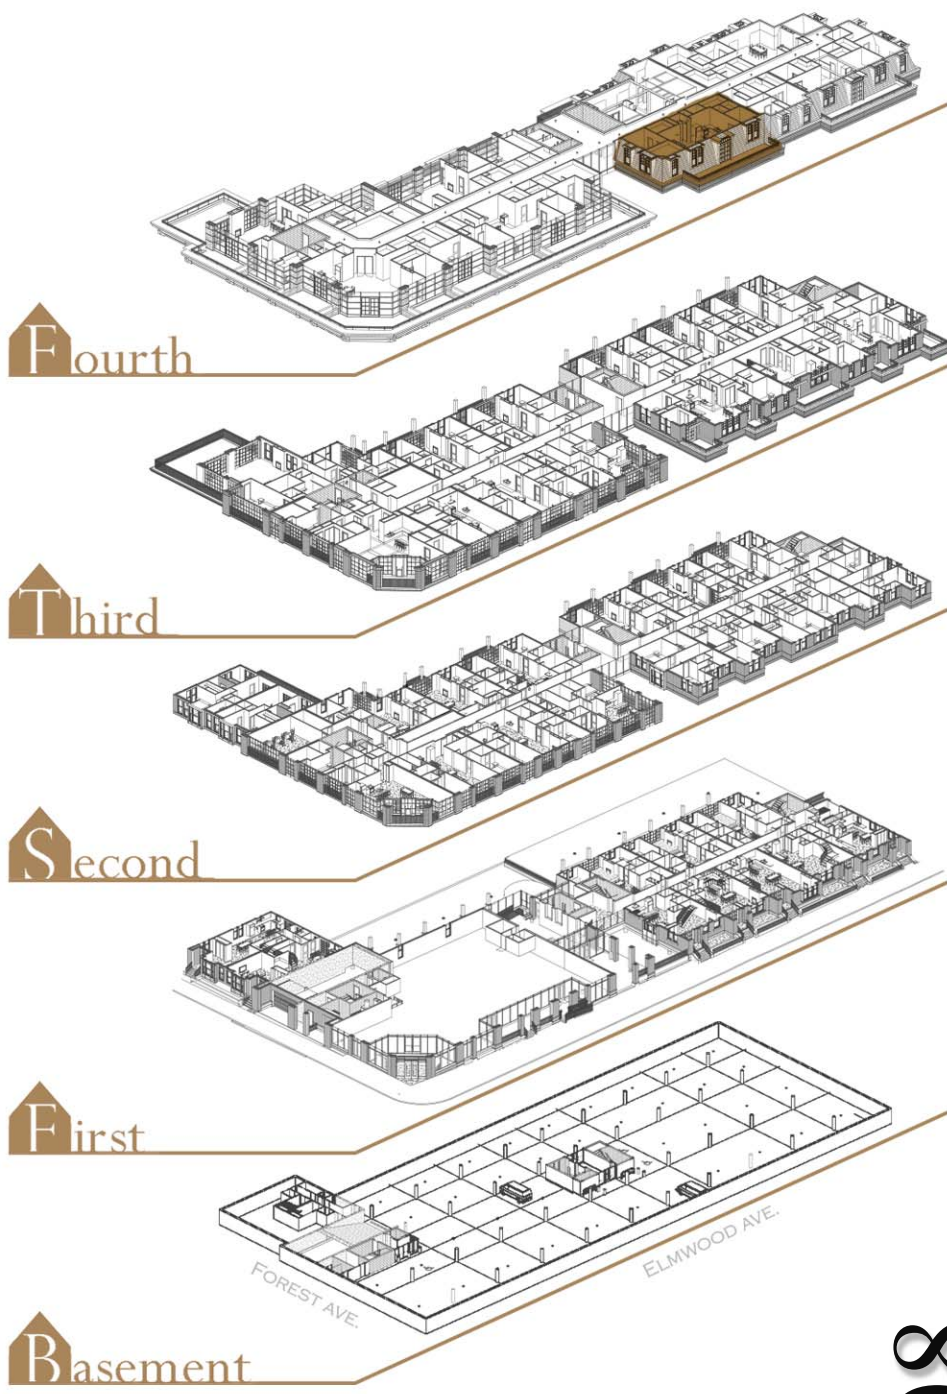 Fourth
Third
Second
First
FOREST AVE.
ELMWOOD AVE.
Basement